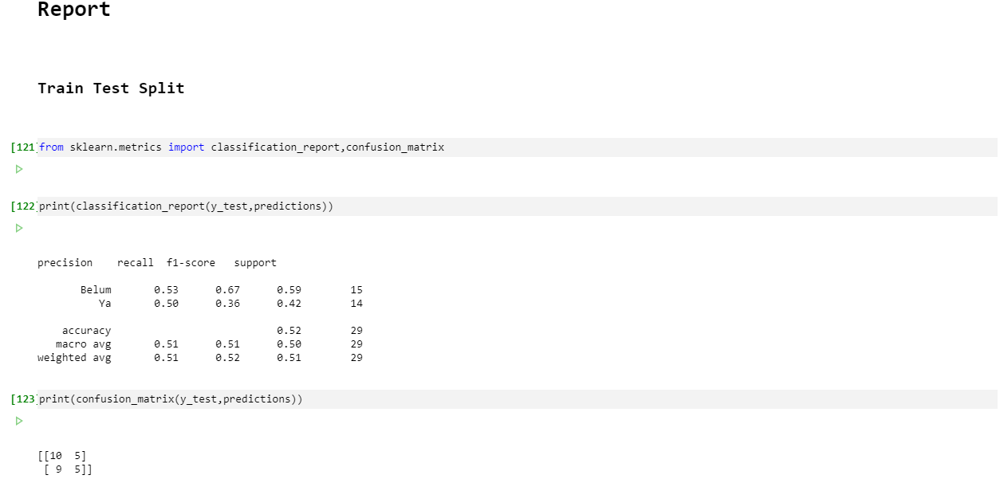 Report
Train Test Split
[121] from sklearn.metrics import classification_report,confusion_matrix
[122] print(classification_report(y_test,predictions))
precision    recall  f1-score   support
Belum       0.53      0.67      0.59        15
Ya       0.50      0.36      0.42        14
accuracy                           0.52        29
macro avg       0.51      0.51      0.50        29
weighted avg       0.51      0.52      0.51        29
[123] print(confusion_matrix(y_test,predictions))
[[10  5]
[ 9  5]]